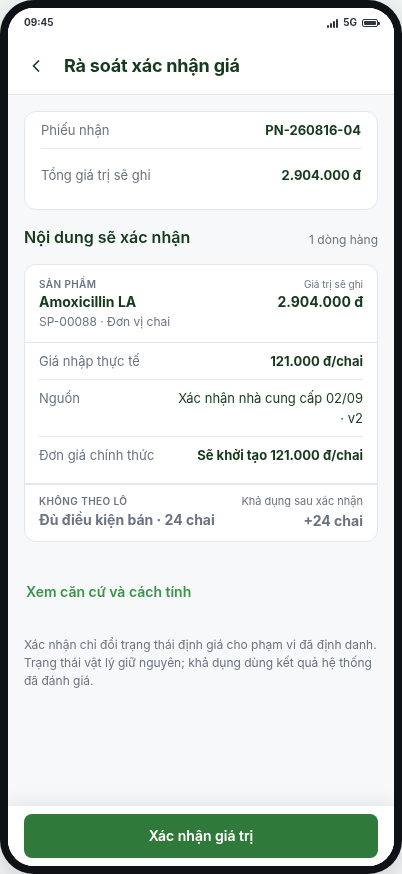 09:45
5G
Rà soát xác nhận giá
Phiếu nhận
PN-260816-04
Tổng giá trị sẽ ghi
2.904.000 đ
Nội dung sẽ xác nhận
1 dòng hàng
SẢN PHẨM
Giá trị sẽ ghi
Amoxicillin LA
2.904.000 đ
SP-00088 · Đơn vị chai
Giá nhập thực tế
121.000 đ/chai
Nguồn
Xác nhận nhà cung cấp 02/09
· v2
Đơn giá chính thức
Sẽ khởi tạo 121.000 đ/chai
KHÔNG THEO LÔ
Khả dụng sau xác nhận
Đủ điều kiện bán · 24 chai
+24 chai
Xem căn cứ và cách tính
Xác nhận chỉ đổi trạng thái định giá cho phạm vi đã định danh.
Trạng thái vật lý giữ nguyên; khả dụng dùng kết quả hệ thống
đã đánh giá.
Xác nhận giá trị